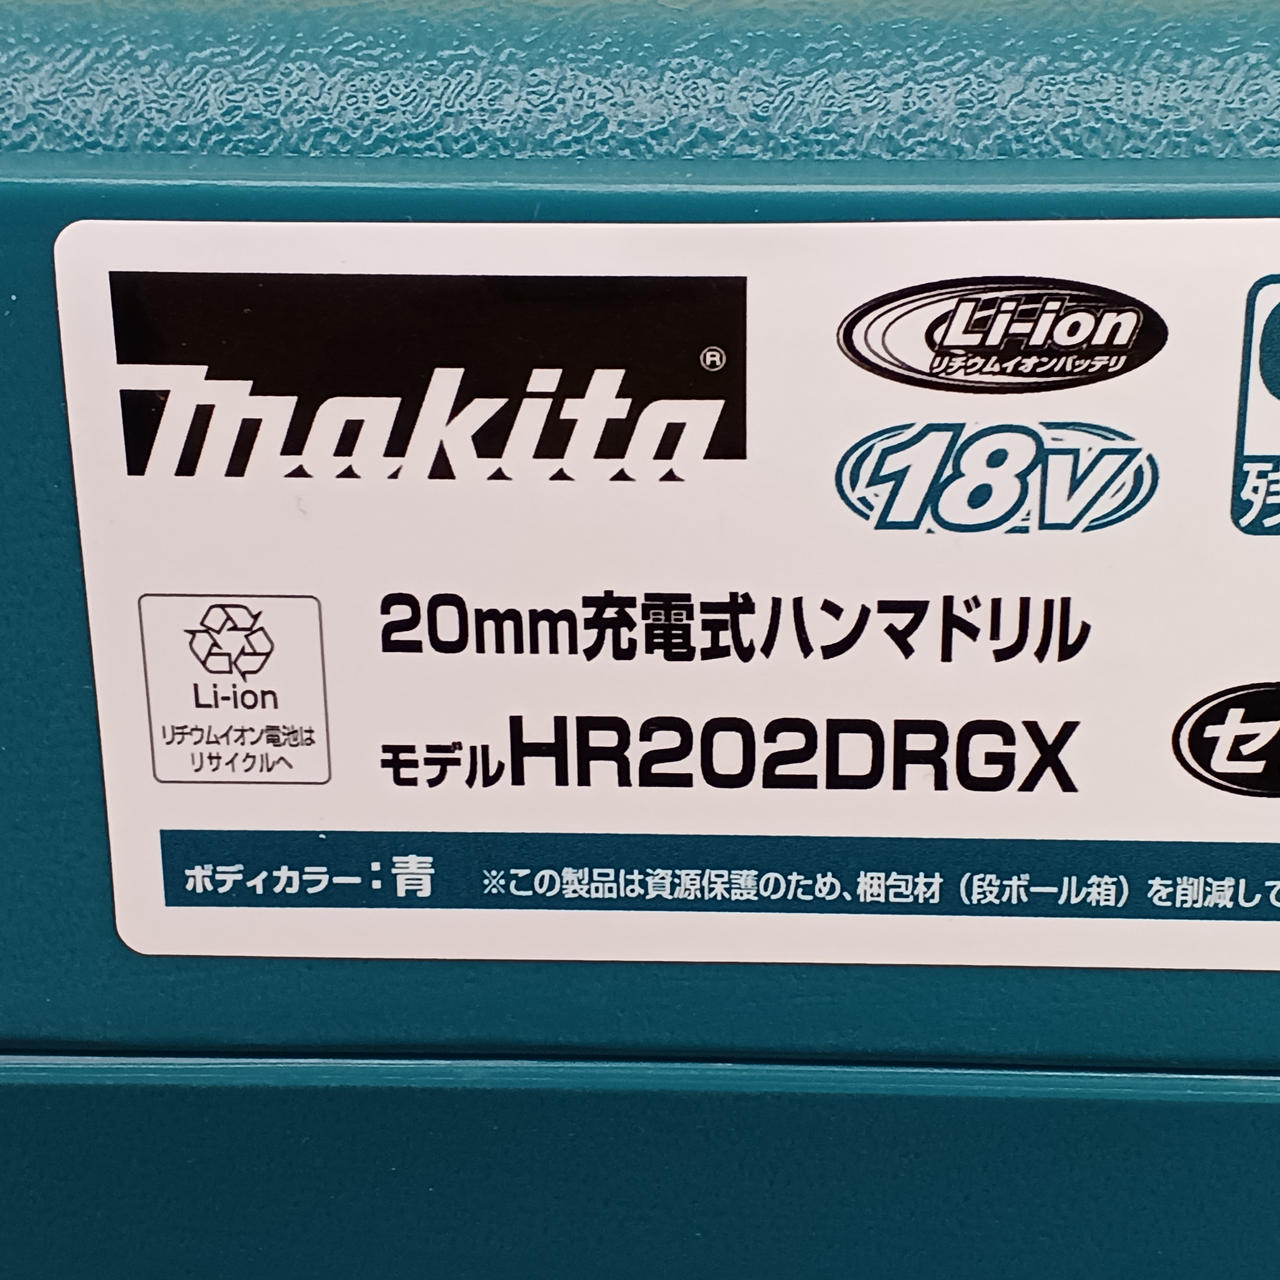 makita®
Li-ion
リチウムイオンバッテリ
18V
残
20mm充電式ハンマドリル
モデルHR202DRGX
セ
Li-ion
リチウムイオン電池は
リサイクルへ
ボディカラー：青 ※この製品は資源保護のため、梱包材（段ボール箱）を削減して